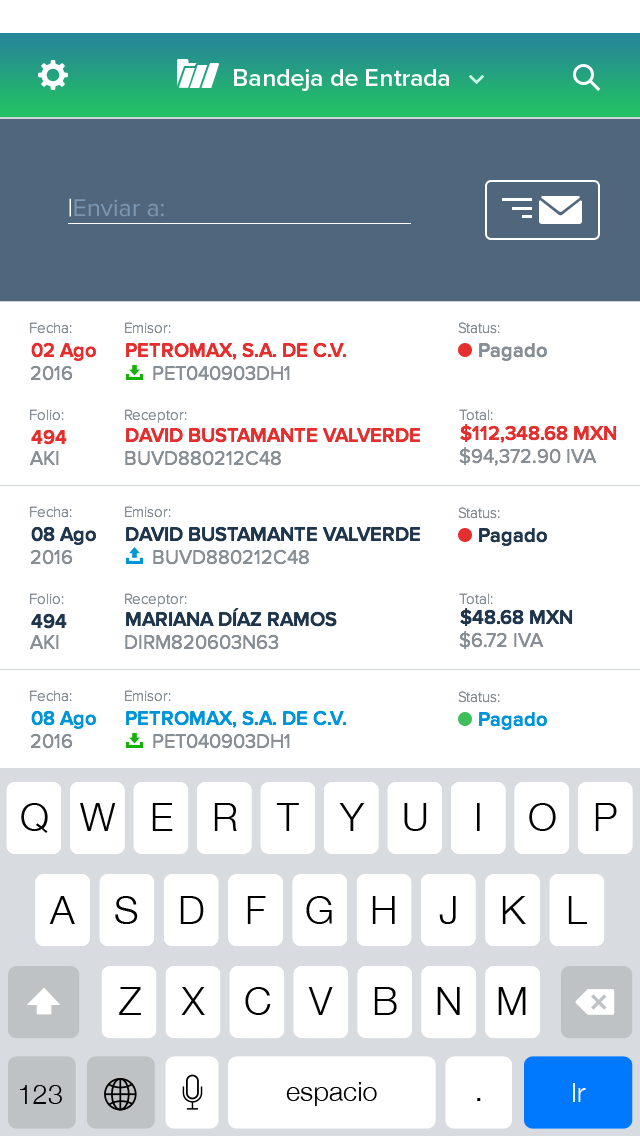 Bandeja de Entrada
Enviar a:
Fecha: Emisor: Status:
02 Ago PETROMAX, S.A. DE C.V. Pagado
2016 PET040903DH1
Folio: Receptor: Total:
494 DAVID BUSTAMANTE VALVERDE $112,348.68 MXN
AKI BUVD880212C48 $94,372.90 IVA
Fecha: Emisor: Status:
08 Ago DAVID BUSTAMANTE VALVERDE Pagado
2016 BUVD880212C48
Folio: Receptor: Total:
494 MARIANA DÍAZ RAMOS $48.68 MXN
AKI DIRM820603N63 $6.72 IVA
Fecha: Emisor: Status:
08 Ago PETROMAX, S.A. DE C.V. Pagado
2016 PET040903DH1
Q W E R T Y U I O P
A S D F G H J K L
Z X C V B N M
123 espacio . Ir